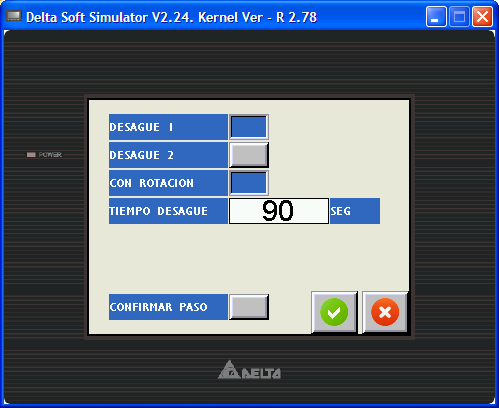 Delta Soft Simulator V2.24. Kernel Ver - R 2.78
DESAGUE 1
DESAGUE 2
POWER
CON ROTACION
TIEMPO DESAGUE 90 SEG
CONFIRMAR PASO
DELTA